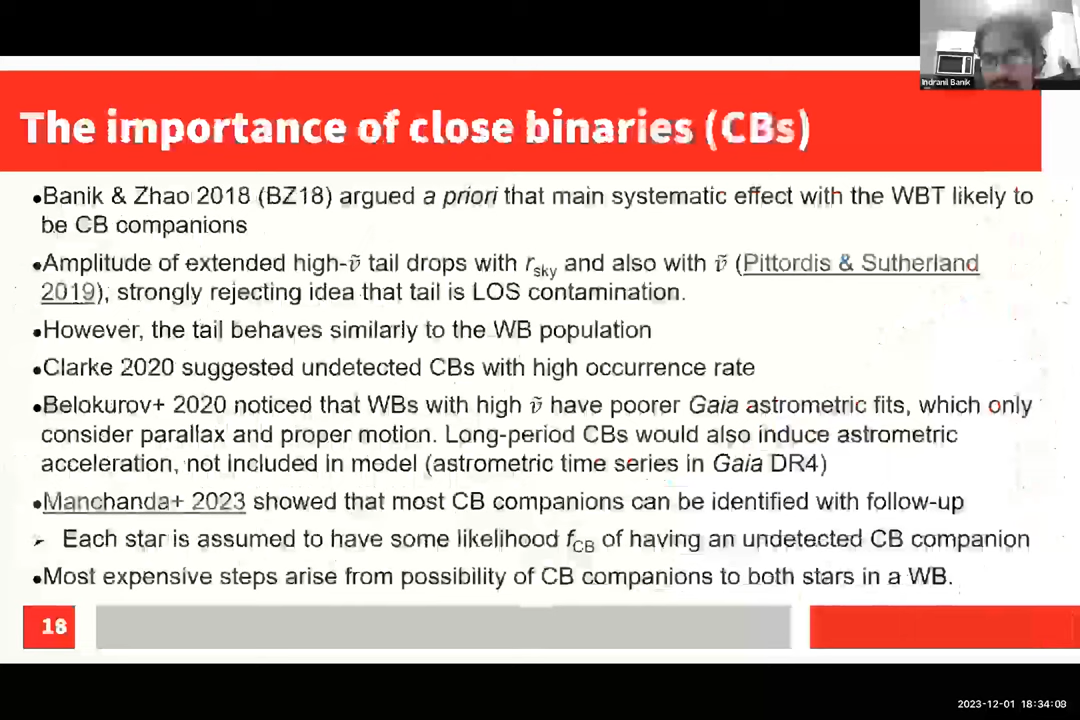 Indranil Banik
The importance of close binaries (CBs)
•Banik & Zhao 2018 (BZ18) argued a priori that main systematic effect with the WBT likely to
be CB companions
•Amplitude of extended high-ṽ tail drops with rsky and also with ṽ (Pittordis & Sutherland
2019), strongly rejecting idea that tail is LOS contamination.
•However, the tail behaves similarly to the WB population
•Clarke 2020 suggested undetected CBs with high occurrence rate
•Belokurov+ 2020 noticed that WBs with high ṽ have poorer Gaia astrometric fits, which only
consider parallax and proper motion. Long-period CBs would also induce astrometric
acceleration, not included in model (astrometric time series in Gaia DR4)
•Manchanda+ 2023 showed that most CB companions can be identified with follow-up
➢ Each star is assumed to have some likelihood fCB of having an undetected CB companion
•Most expensive steps arise from possibility of CB companions to both stars in a WB.
18
2023-12-01 18:34:08